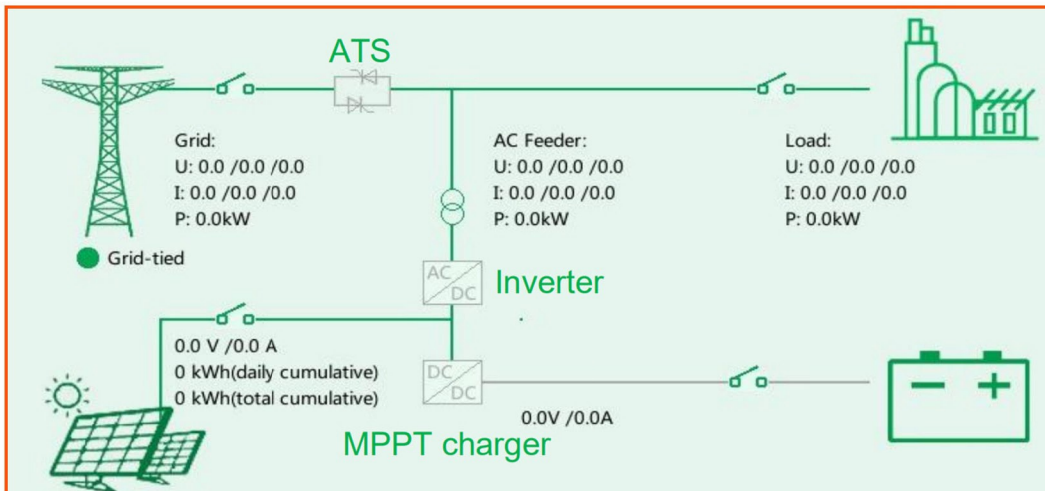 ATS
Grid:
U: 0.0 /0.0 /0.0
I: 0.0 /0.0 /0.0
P: 0.0kW
AC Feeder:
U: 0.0 /0.0 /0.0
I: 0.0 /0.0 /0.0
P: 0.0kW
Load:
U: 0.0 /0.0 /0.0
I: 0.0 /0.0 /0.0
P: 0.0kW
Grid-tied
AC
DC
Inverter
0.0 V /0.0 A
0 kWh(daily cumulative)
0 kWh(total cumulative)
DC
DC
0.0V /0.0A
MPPT charger